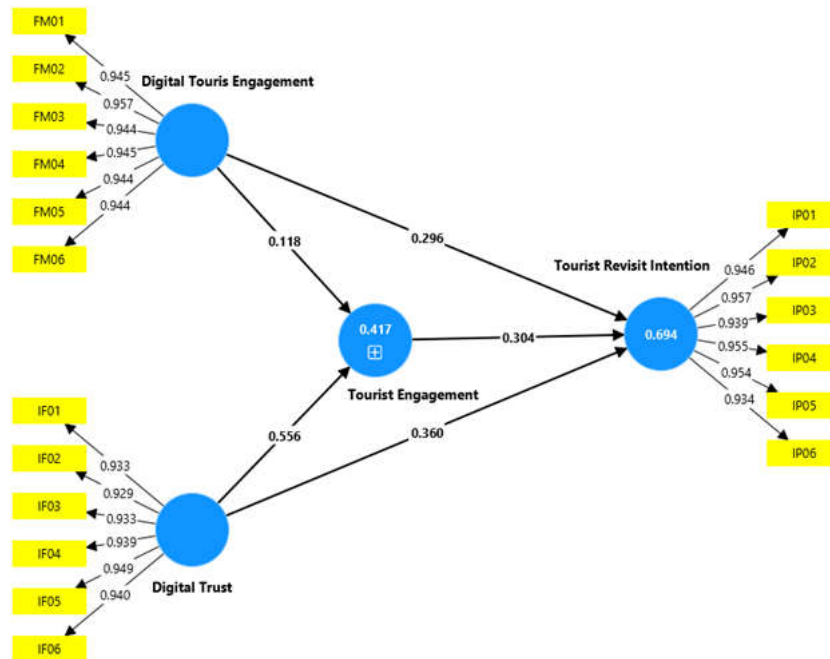 FM01
FM02
FM03
FM04
FM05
FM06
0.945
0.957
0.944
0.945
0.944
0.944
Digital Touris Engagement
0.118
0.296
0.417
Tourist Engagement
0.304
0.556
0.360
Tourist Revisit Intention
0.694
0.946
0.957
0.939
0.955
0.954
0.934
IP01
IP02
IP03
IP04
IP05
IP06
IF01
IF02
IF03
IF04
IF05
IF06
0.933
0.929
0.933
0.939
0.949
0.940
Digital Trust